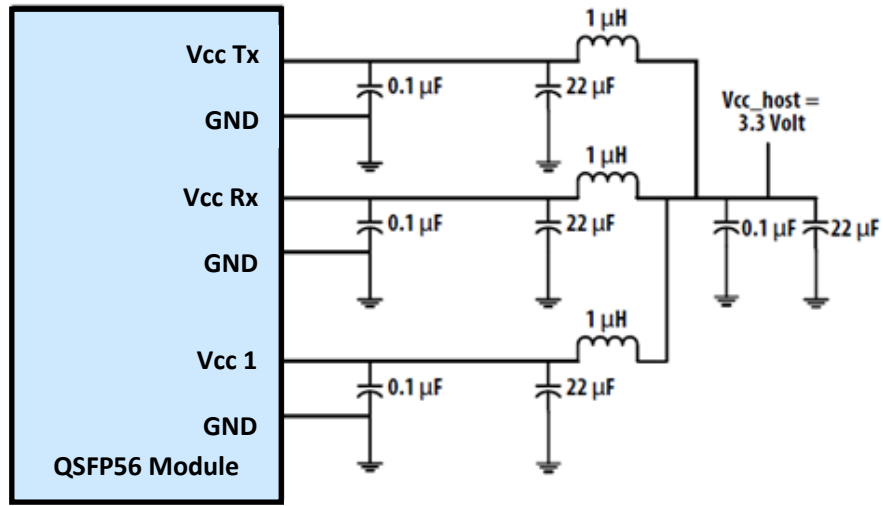 1 µH
Vcc Tx
0.1 µF
22 µF
GND
Vcc_host =
3.3 Volt
1 µH
Vcc Rx
0.1 µF
22 µF
0.1 µF
22 µF
GND
1 µH
Vcc 1
0.1 µF
22 µF
GND
QSFP56 Module